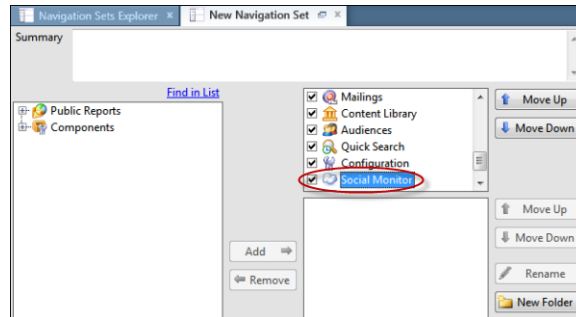 Navigation Sets Explorer
New Navigation Set
Summary
Find in List
Public Reports
Components
Mailings
Content Library
Audiences
Quick Search
Configuration
Social Monitor
Move Up
Move Down
Add
Remove
Move Up
Move Down
Rename
New Folder